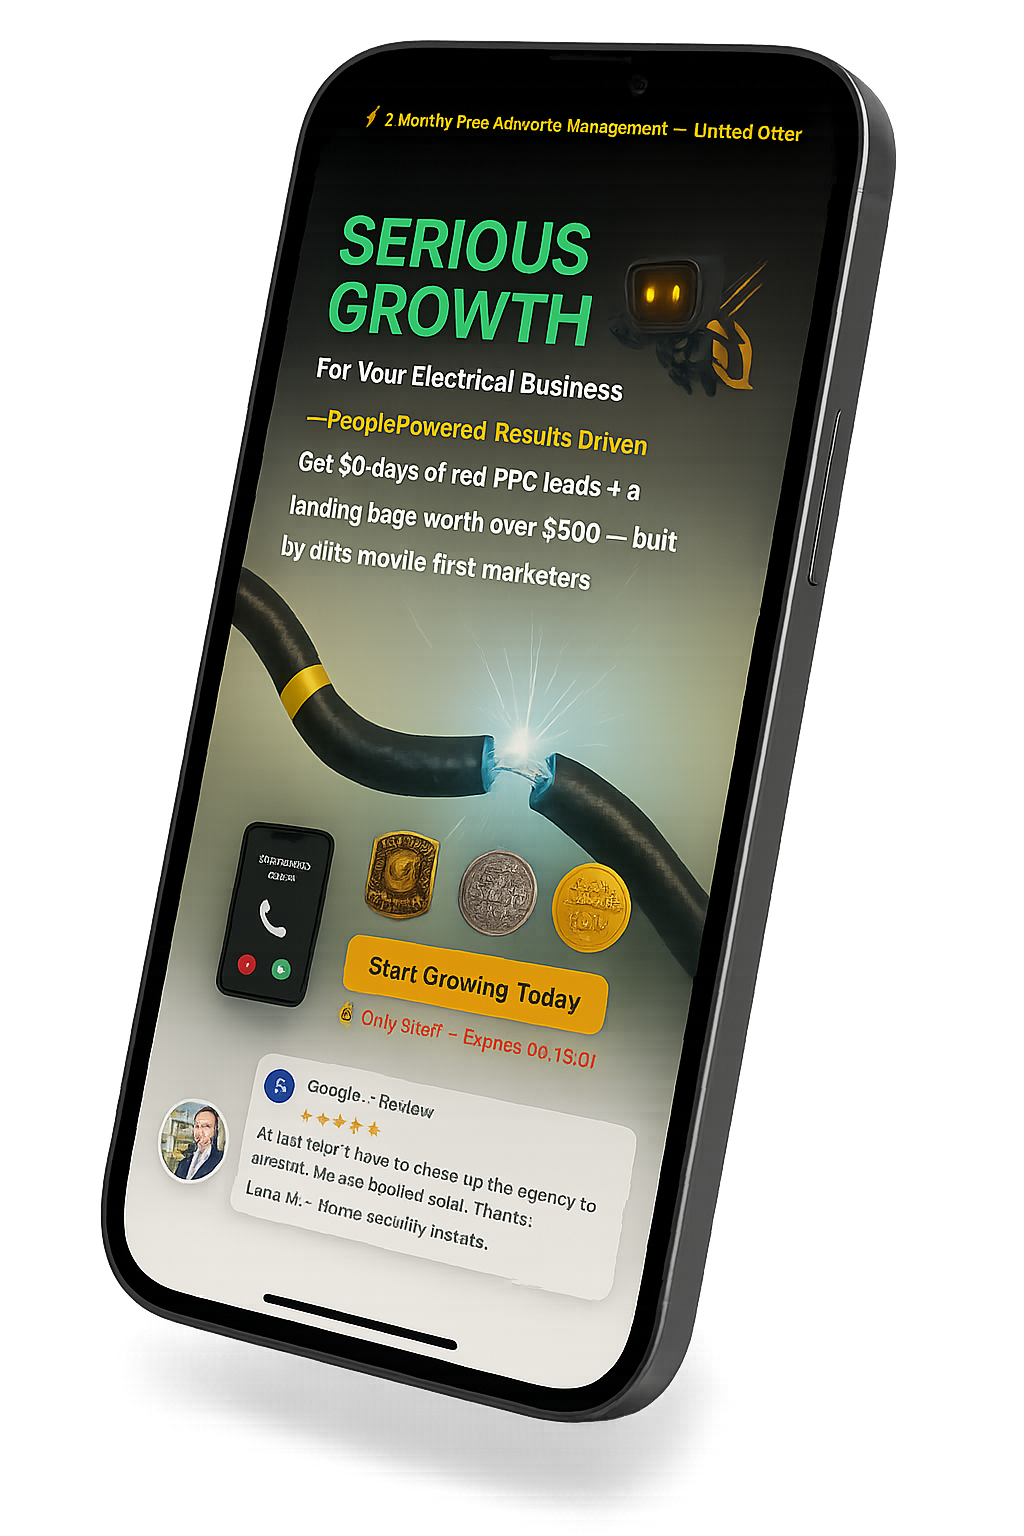 2 Monthy Pree Adnvorte Management — Untted Otter
SERIOUS
GROWTH
For Vour Electrical Business
—PeoplePowered Results Driven
Get $0-days of red PPC leads + a
landing bage worth over $500 — buit
by diits movile first marketers
Start Growing Today
Only Siteff – Expnes 00,1S:0I
Google..- Revlew
At last telpr't have to chese up the egency to
airestnt. Me ase boolied solal. Thants:
Lana M.~ Home seculiiy instats.